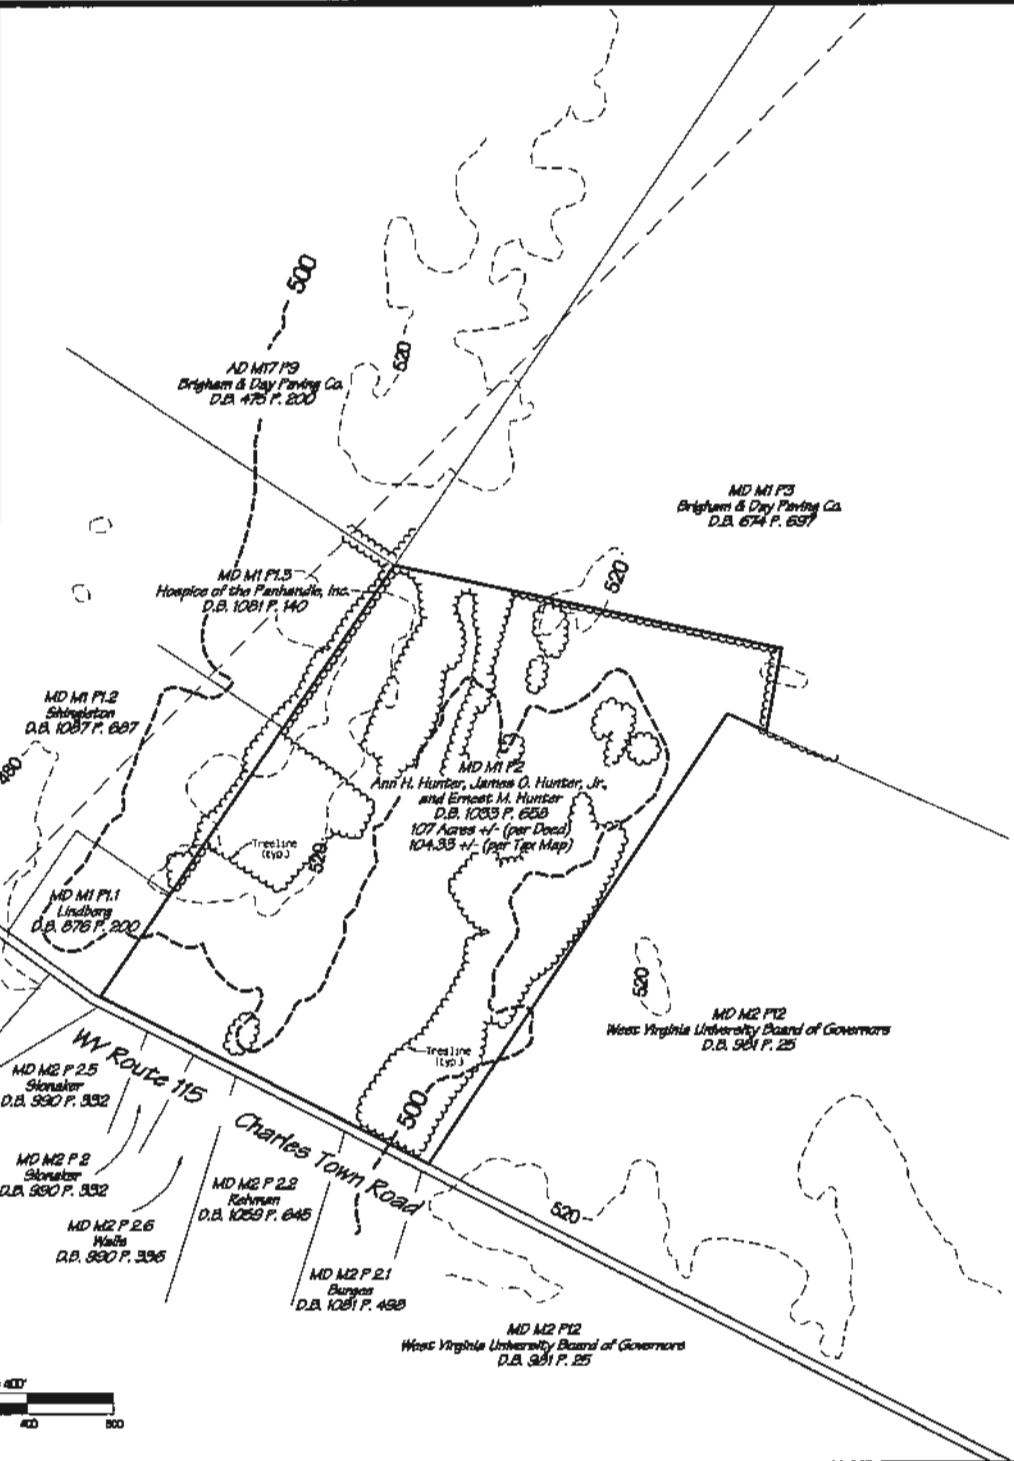 500
520
AD M17 P9
Brigham & Day Paving Co.
D.B. 475 P. 200
MD M1 P3
Brigham & Day Paving Co.
D.B. 674 P. 697
520
MD M1 P1.3
Hospice of the Panhandle, Inc.
D.B. 1081 P. 140
MD M1 P1.2
D.B. 1087 P. 687
480
MD M1 P2
Ann H. Hunter, James O. Hunter, Jr.,
and Ernest M. Hunter
D.B. 1033 P. 658
107 Acres +/- (per Deed)
104.33 +/- (per Tax Map)
Treeline
(typ.)
520
MD M1 P1.1
Lindberg
D.B. 876 P. 200
520
MD M2 P12
West Virginia University Board of Governors
D.B. 981 P. 25
Treeline
(typ.)
500
WV Route 115
Charles Town Road
MD M2 P 2.5
Slonaker
D.B. 990 P. 332
MD M2 P 2
Slonaker
D.B. 990 P. 332
MD M2 P 2.6
Walls
D.B. 990 P. 336
MD M2 P 2.2
Rehman
D.B. 1059 P. 645
MD M2 P 2.1
D.B. 1081 P. 498
520
MD M2 P12
West Virginia University Board of Governors
D.B. 981 P. 25
400'
400
800